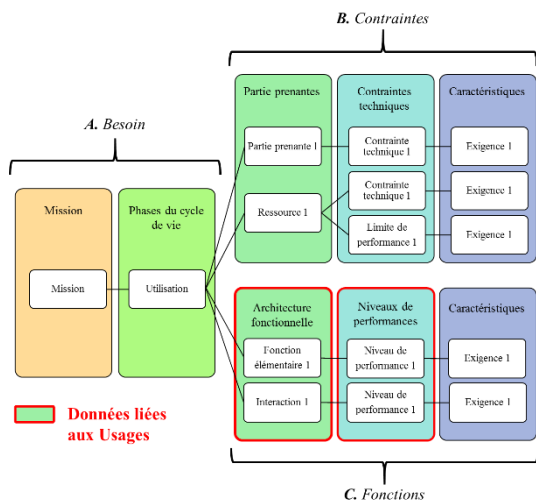 B. Contraintes
Partie prenantes
Contraintes
techniques
Caractéristiques
A. Besoin
Partie prenante 1
Contrainte
technique 1
Exigence 1
Contrainte
technique 1
Exigence 1
Mission
Phases du cycle
de vie
Ressource 1
Limite de
performance 1
Exigence 1
Mission
Utilisation
Architecture
fonctionnelle
Niveaux de
performances
Caractéristiques
Fonction
élémentaire 1
Niveau de
performance 1
Exigence 1
Interaction 1
Niveau de
performance 1
Exigence 1
Données liées
aux Usages
C. Fonctions